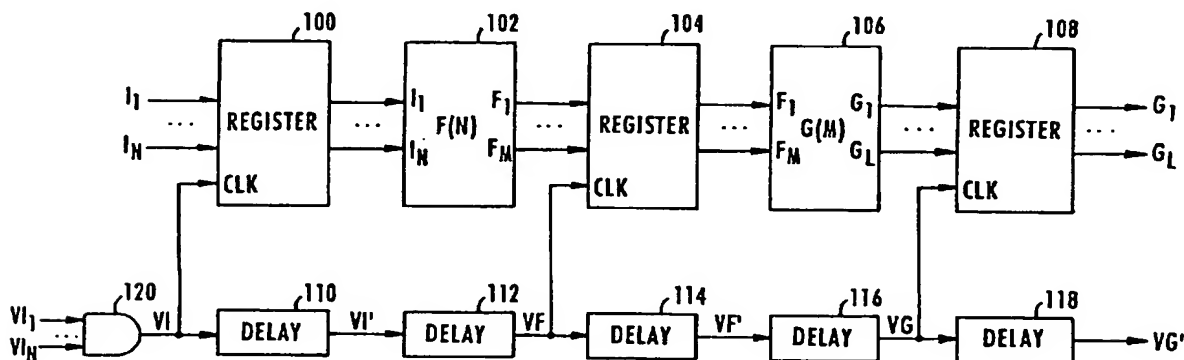 100
102
104
106
108
I1
...
IN
REGISTER
CLK
...
I1
IN
F(N)
F1
FM
...
REGISTER
CLK
...
F1
FM
G(M)
G1
GL
...
REGISTER
CLK
...
G1
GL
VI1
...
VIN
120
VI
110
DELAY
VI'
112
DELAY
VF
114
DELAY
VF'
116
DELAY
VG
118
DELAY
VG'